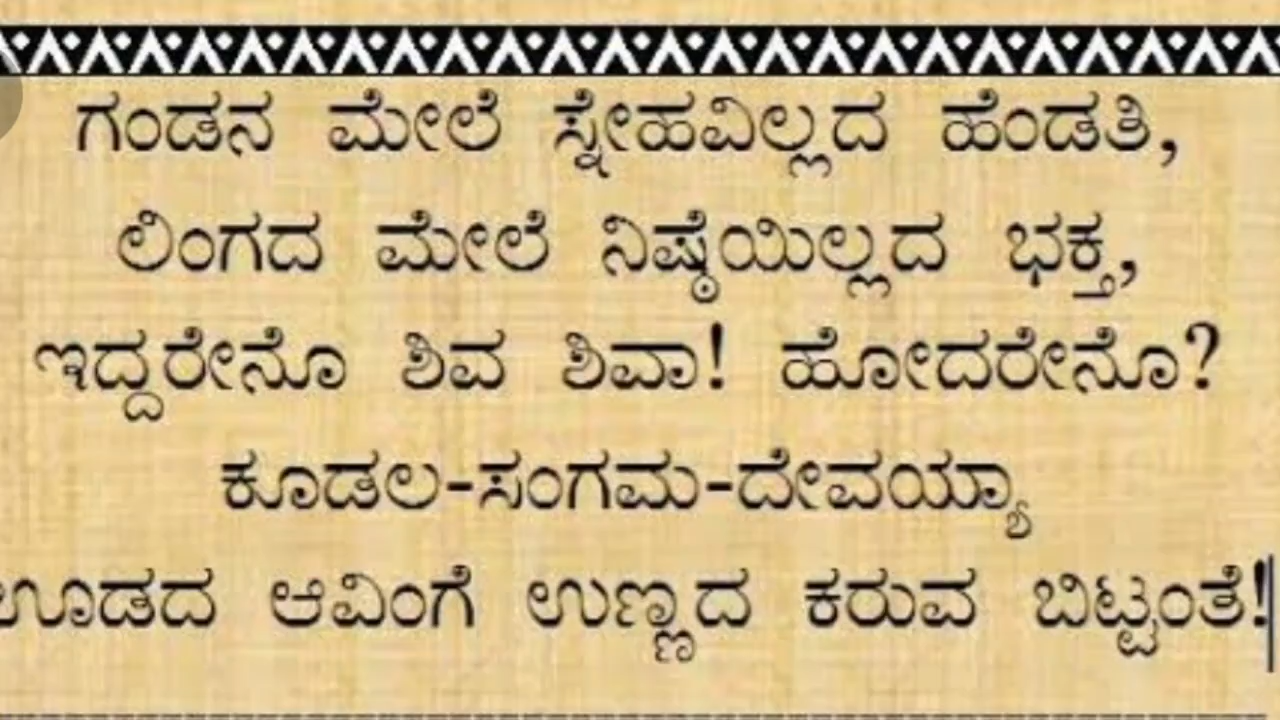 ಗಂಡನ ಮೇಲೆ ಸ್ನೇಹವಿಲ್ಲದ ಹೆಂಡತಿ,
ಲಿಂಗದ ಮೇಲೆ ನಿಷ್ಠೆಯಿಲ್ಲದ ಭಕ್ತ,
ಇದ್ದರೇನೊ ಶಿವ ಶಿವಾ! ಹೋದರೇನೊ?
ಕೂಡಲ-ಸಂಗಮ-ದೇವಯ್ಯಾ
ಊಡದ ಆವಿಂಗೆ ಉಣ್ಣದ ಕರುವ ಬಿಟ್ಟಂತೆ!